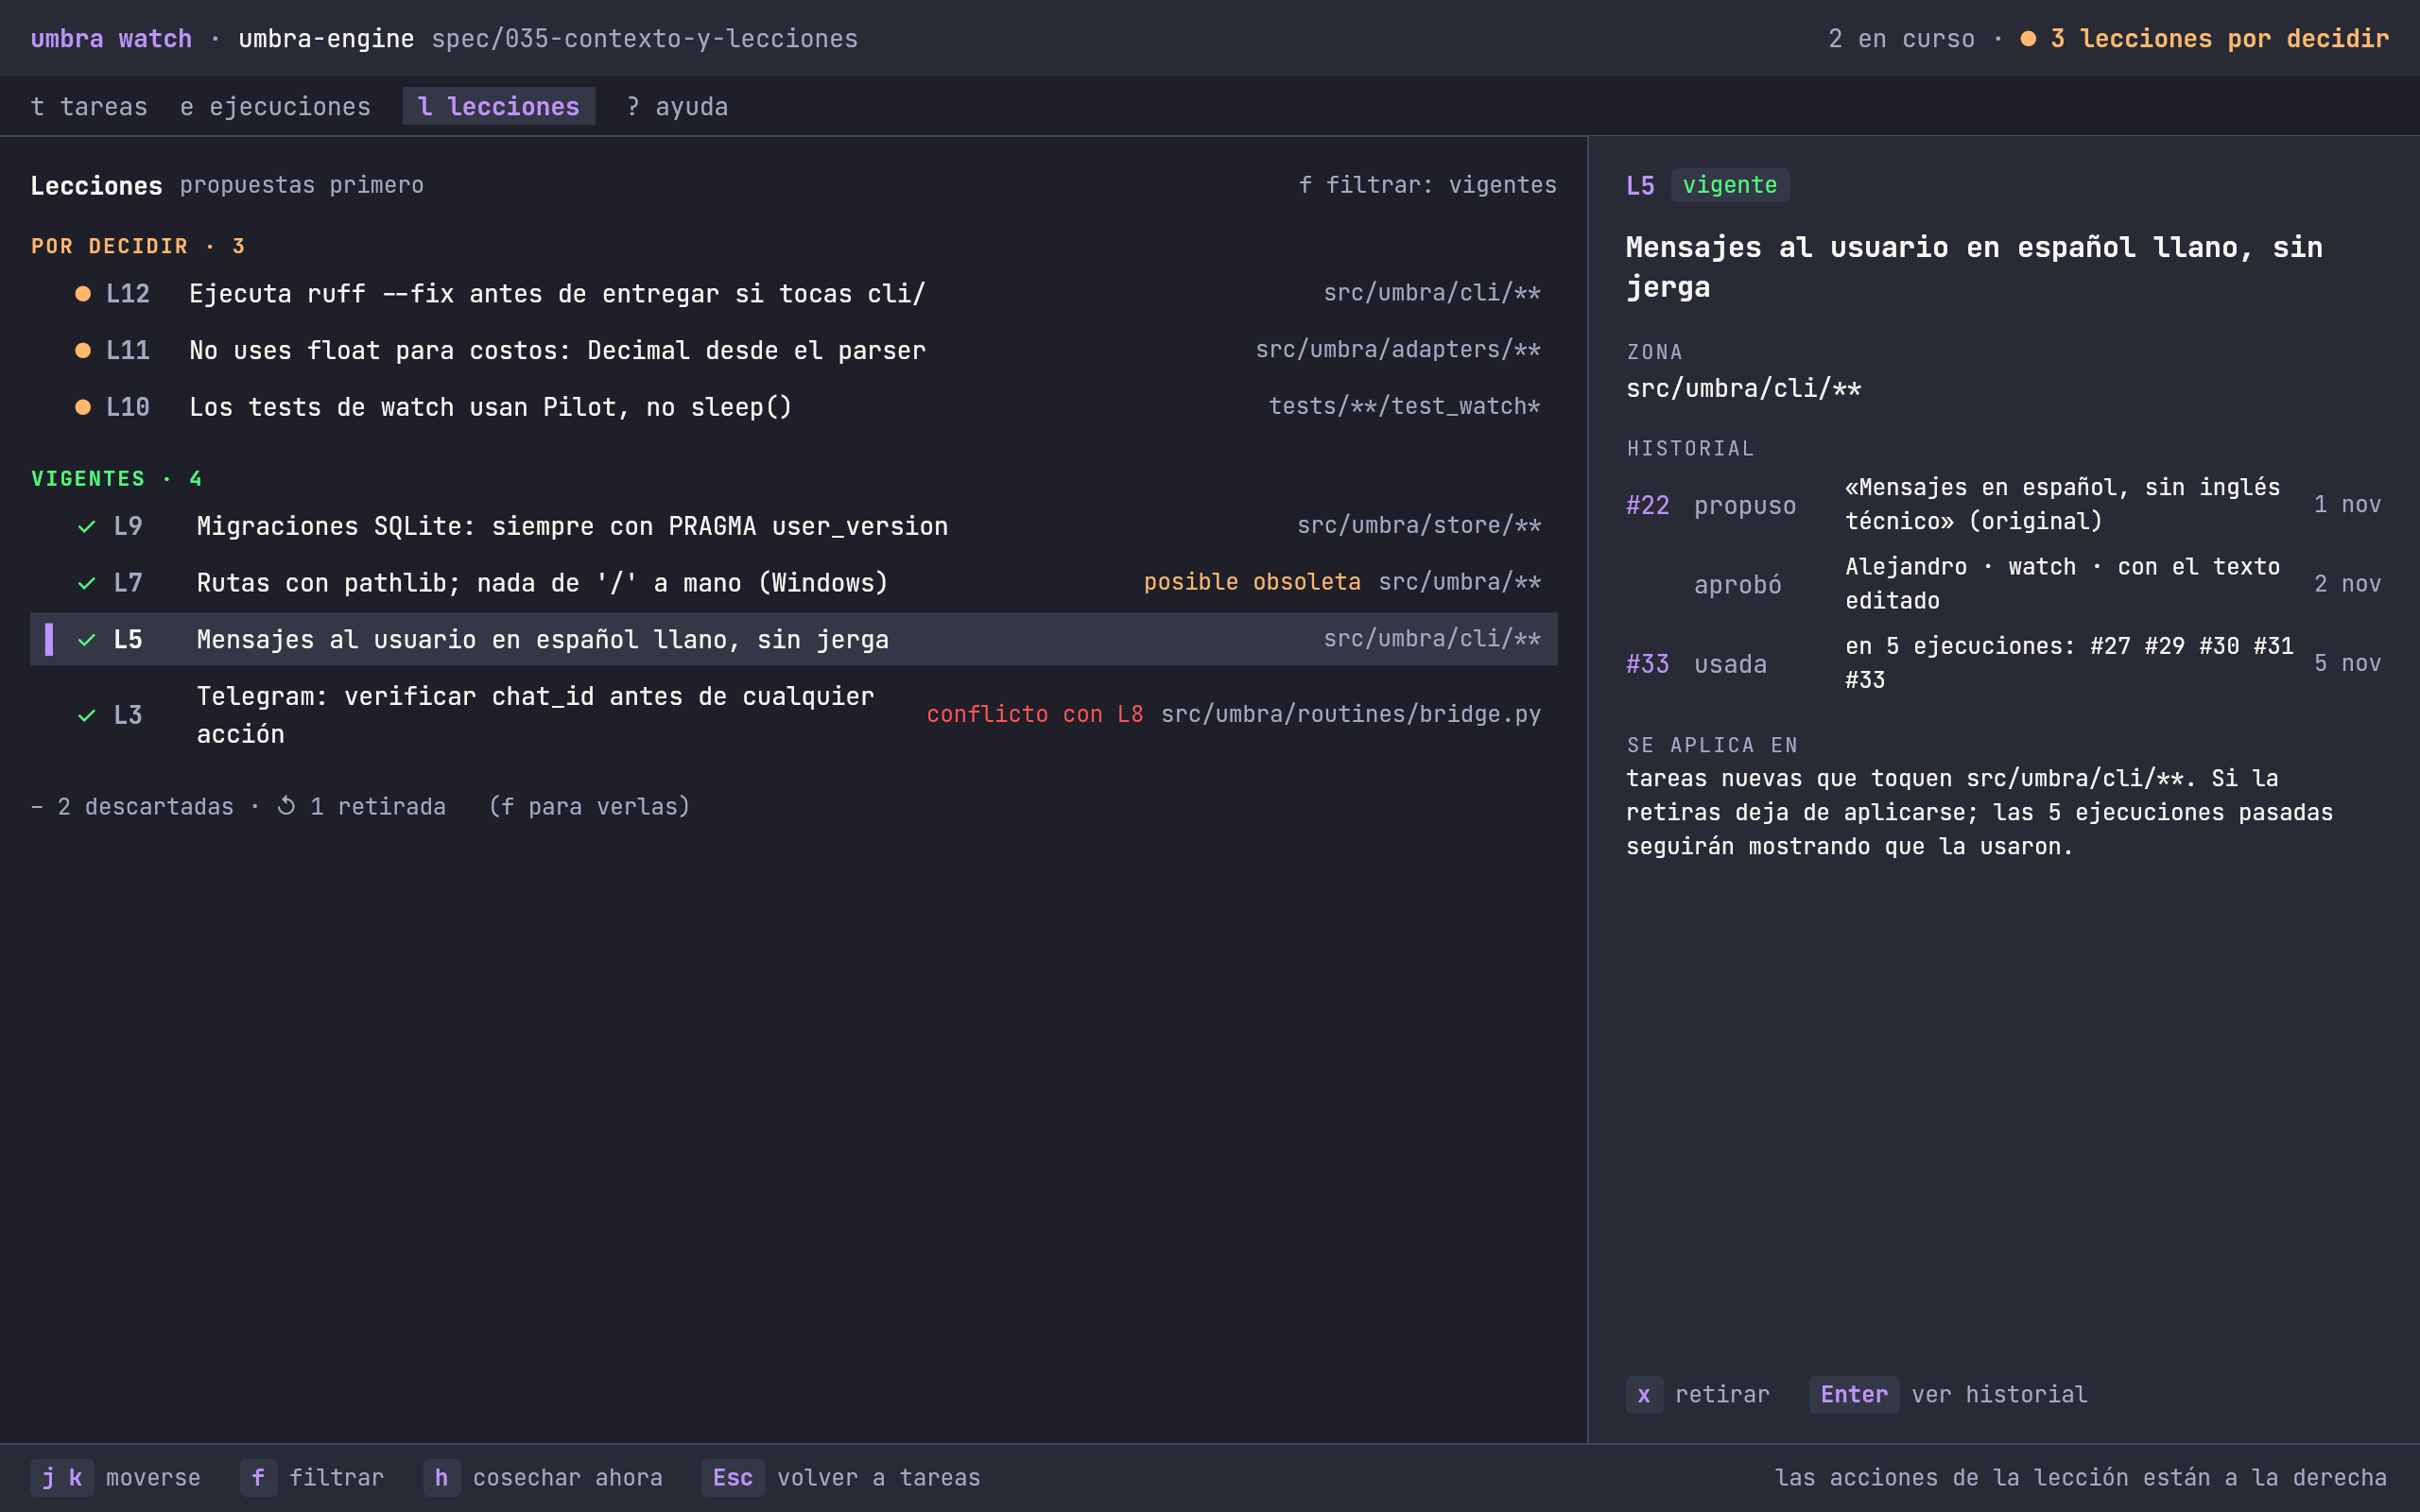 umbra watch · umbra-engine spec/035-contexto-y-lecciones
2 en curso · ● 3 lecciones por decidir
t tareas e ejecuciones l lecciones ? ayuda
Lecciones propuestas primero
f filtrar: vigentes
POR DECIDIR · 3
● L12 Ejecuta ruff --fix antes de entregar si tocas cli/ src/umbra/cli/**
● L11 No uses float para costos: Decimal desde el parser src/umbra/adapters/**
● L10 Los tests de watch usan Pilot, no sleep() tests/**/test_watch*
VIGENTES · 4
✓ L9 Migraciones SQLite: siempre con PRAGMA user_version src/umbra/store/**
✓ L7 Rutas con pathlib; nada de '/' a mano (Windows) posible obsoleta src/umbra/**
✓ L5 Mensajes al usuario en español llano, sin jerga src/umbra/cli/**
✓ L3 Telegram: verificar chat_id antes de cualquier
acción
conflicto con L8 src/umbra/routines/bridge.py
– 2 descartadas · ↺ 1 retirada (f para verlas)
L5 vigente
Mensajes al usuario en español llano, sin
jerga
ZONA
src/umbra/cli/**
HISTORIAL
#22 propuso «Mensajes en español, sin inglés
técnico» (original)
1 nov
aprobó Alejandro · watch · con el texto
editado
2 nov
#33 usada en 5 ejecuciones: #27 #29 #30 #31
#33
5 nov
SE APLICA EN
tareas nuevas que toquen src/umbra/cli/**. Si la
retiras deja de aplicarse; las 5 ejecuciones pasadas
seguirán mostrando que la usaron.
x retirar Enter ver historial
j k moverse f filtrar h cosechar ahora Esc volver a tareas
las acciones de la lección están a la derecha